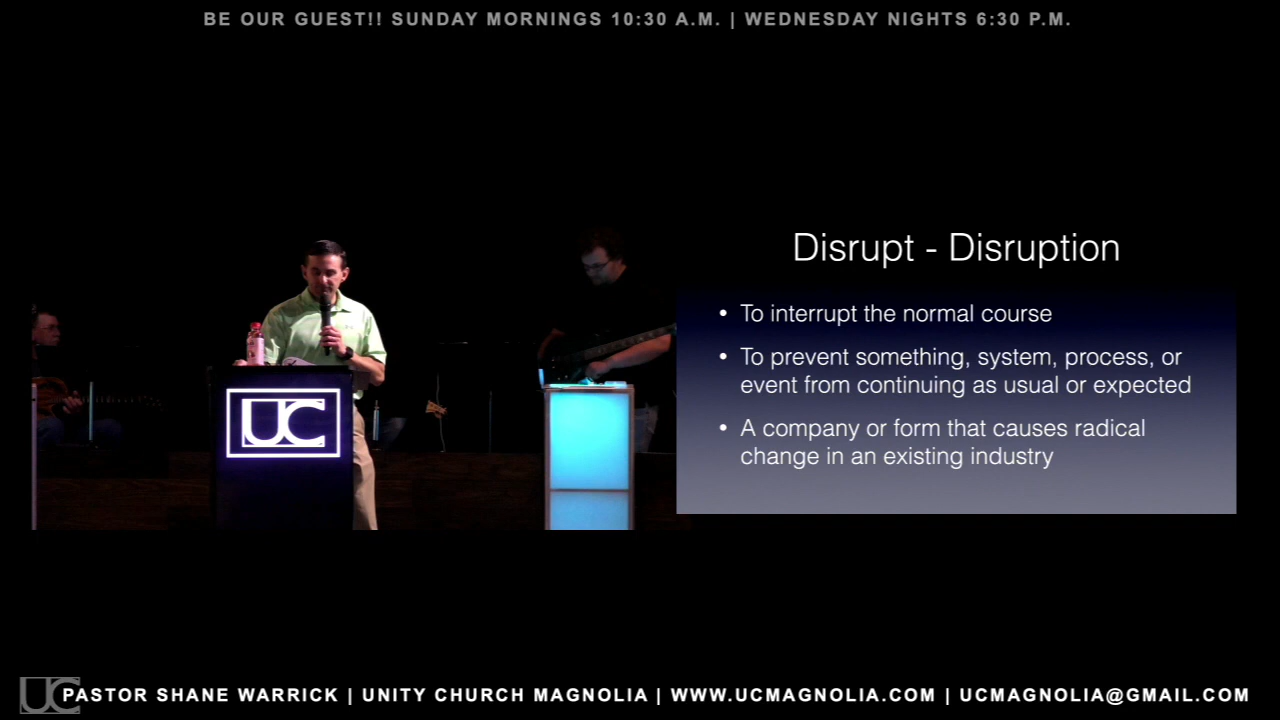 BE OUR GUEST!! SUNDAY MORNINGS 10:30 A.M. | WEDNESDAY NIGHTS 6:30 P.M.
Disrupt - Disruption
• To interrupt the normal course
• To prevent something, system, process, or
event from continuing as usual or expected
• A company or form that causes radical
change in an existing industry
UC
UC
PASTOR SHANE WARRICK | UNITY CHURCH MAGNOLIA | WWW.UCMAGNOLIA.COM | UCMAGNOLIA@GMAIL.COM